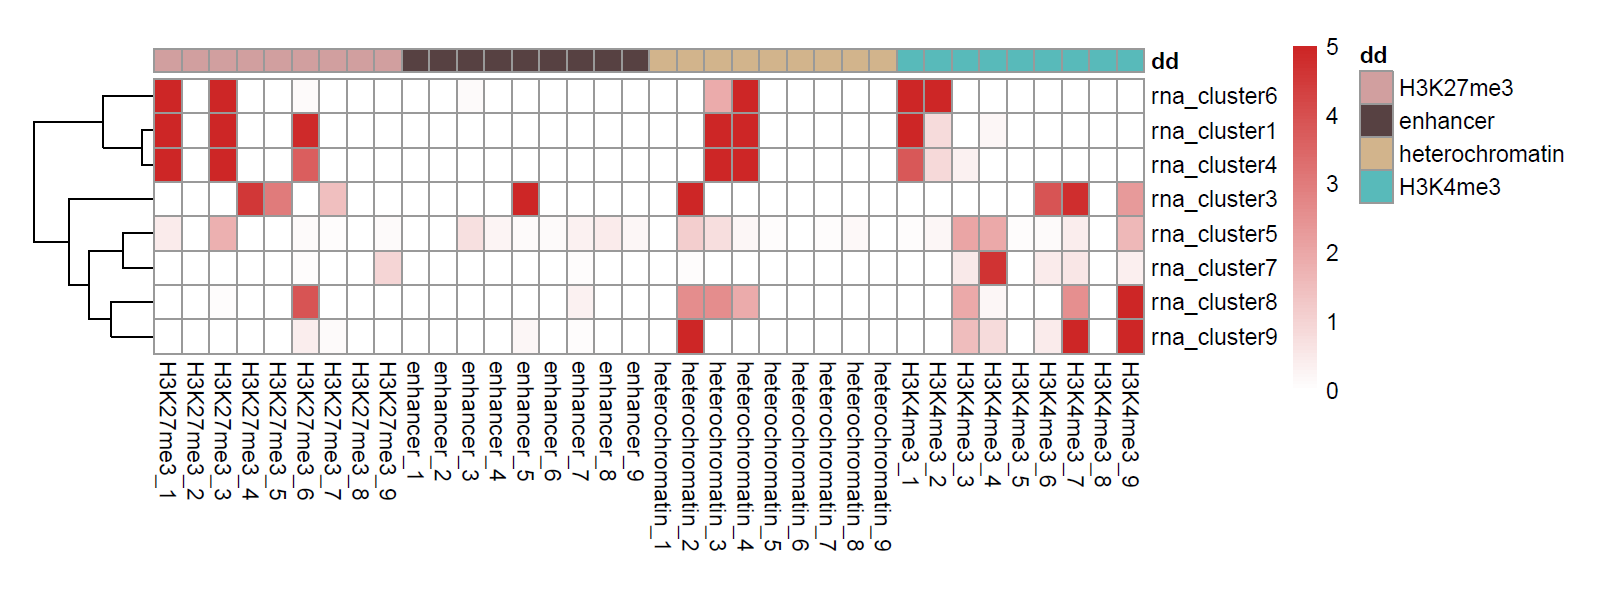 dd
rna_cluster6
rna_cluster1
rna_cluster4
rna_cluster3
rna_cluster5
rna_cluster7
rna_cluster8
rna_cluster9
H3K27me3_1
H3K27me3_2
H3K27me3_3
H3K27me3_4
H3K27me3_5
H3K27me3_6
H3K27me3_7
H3K27me3_8
H3K27me3_9
enhancer_1
enhancer_2
enhancer_3
enhancer_4
enhancer_5
enhancer_6
enhancer_7
enhancer_8
enhancer_9
heterochromatin_1
heterochromatin_2
heterochromatin_3
heterochromatin_4
heterochromatin_5
heterochromatin_6
heterochromatin_7
heterochromatin_8
heterochromatin_9
H3K4me3_1
H3K4me3_2
H3K4me3_3
H3K4me3_4
H3K4me3_5
H3K4me3_6
H3K4me3_7
H3K4me3_8
H3K4me3_9
5
4
3
2
1
0
dd
H3K27me3
enhancer
heterochromatin
H3K4me3